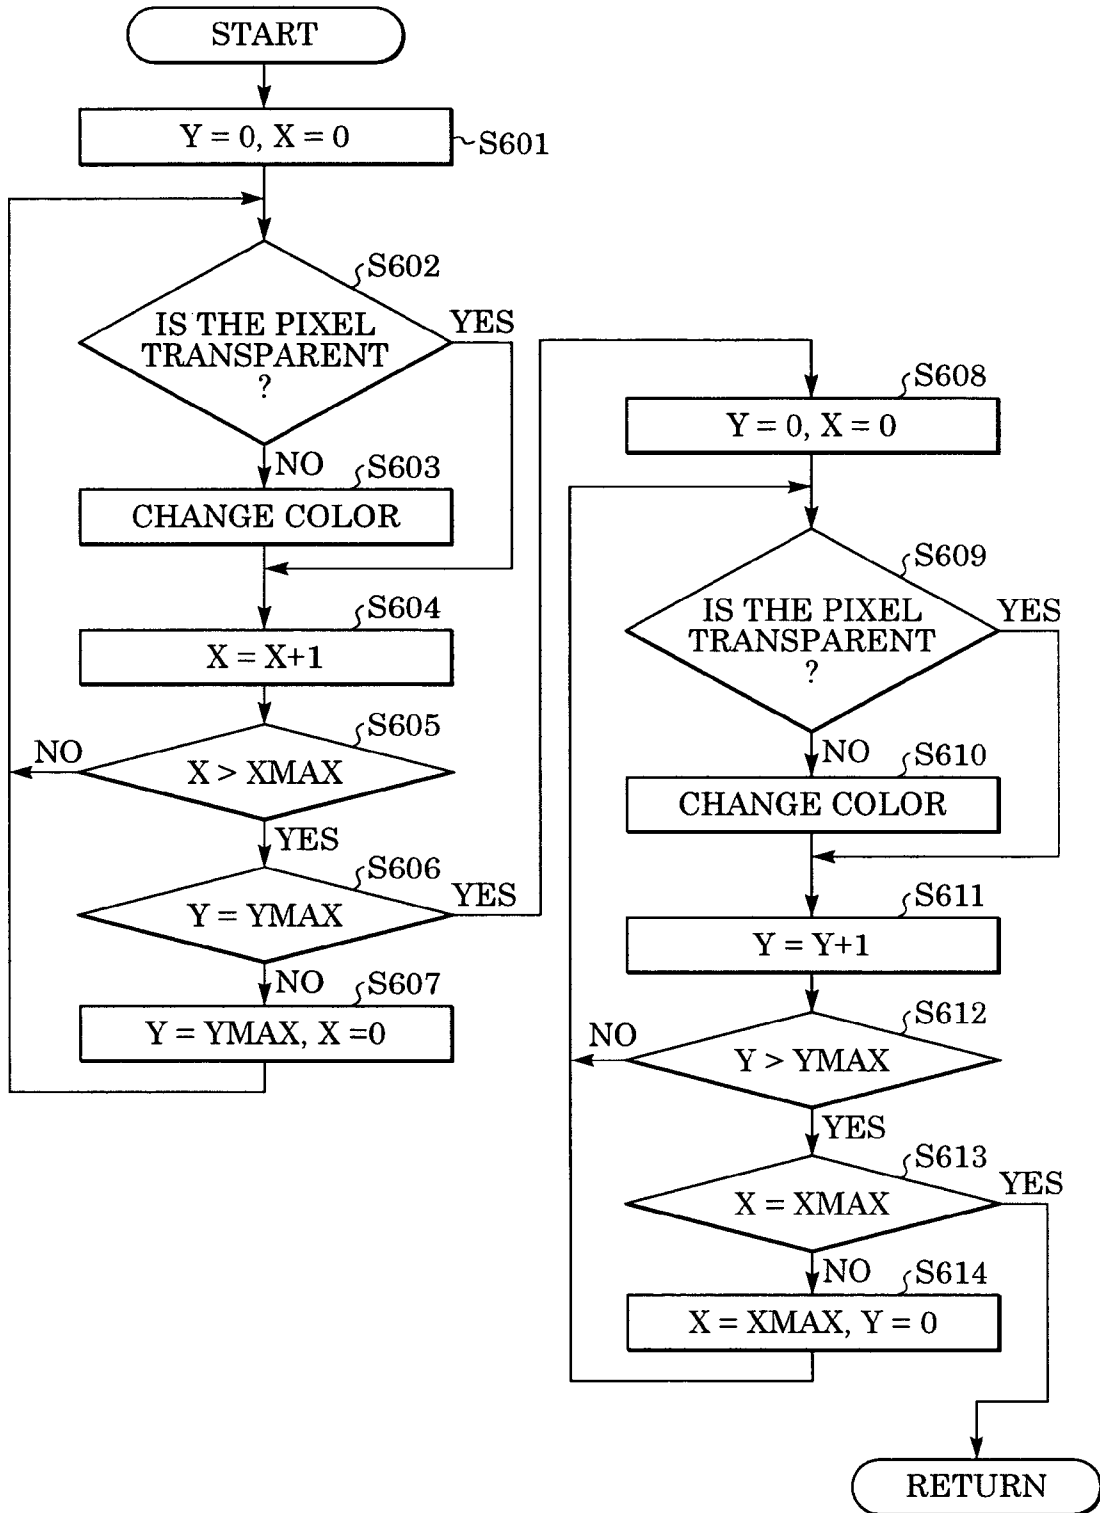 START
Y = 0, X = 0
S601
S602
IS THE PIXEL
TRANSPARENT
?
YES
NO
S603
CHANGE COLOR
S604
X = X+1
S605
NO
X > XMAX
YES
S606
YES
Y = YMAX
NO
S607
Y = YMAX, X =0
S608
Y = 0, X = 0
S609
IS THE PIXEL
TRANSPARENT
?
YES
NO
S610
CHANGE COLOR
S611
Y = Y+1
S612
NO
Y > YMAX
YES
S613
YES
X = XMAX
NO
S614
X = XMAX, Y = 0
RETURN